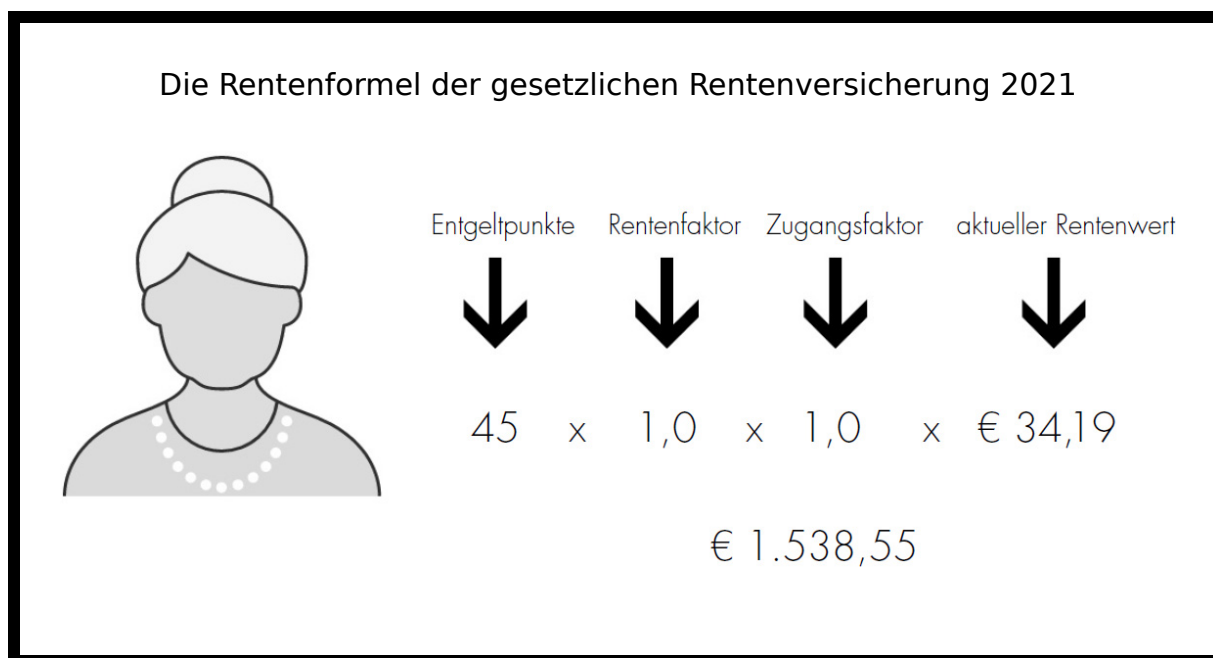 Die Rentenformel der gesetzlichen Rentenversicherung 2021
Entgeltpunkte Rentenfaktor Zugangsfaktor aktueller Rentenwert
45 x 1,0 x 1,0 x € 34,19
€ 1.538,55